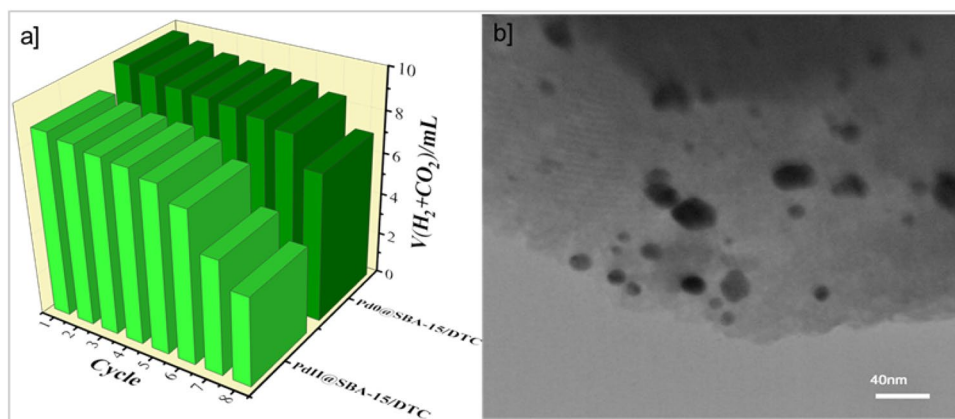 a]
10
8
6
4
2
0
V(H₂+CO₂)/mL
Pd0@SBA-15/DTC
PdII@SBA-15/DTC
1
2
3
4
5
6
7
8
Cycle
b]
40nm